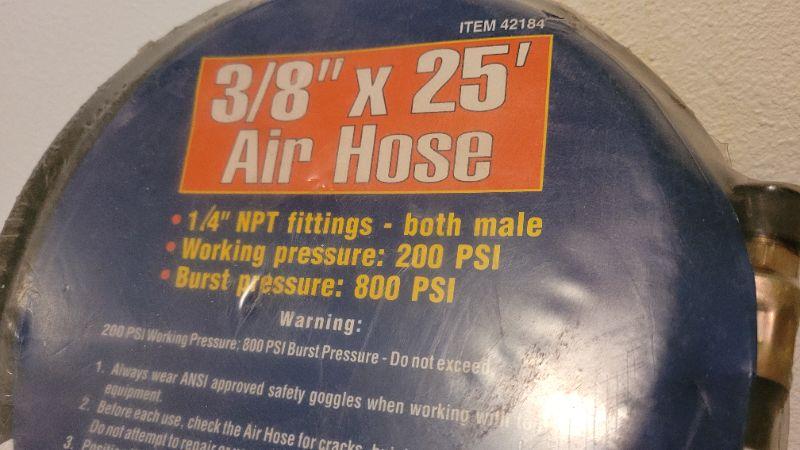 ITEM 42184
3/8" x 25'
Air Hose
• 1/4" NPT fittings - both male
• Working pressure: 200 PSI
• Burst pressure: 800 PSI
Warning:
200 PSI Working Pressure; 800 PSI Burst Pressure - Do not exceed.
1. Always wear ANSI approved safety goggles when working with
equipment.
2. Before each use, check the Air Hose for cracks,
Do not attempt to repair
3.